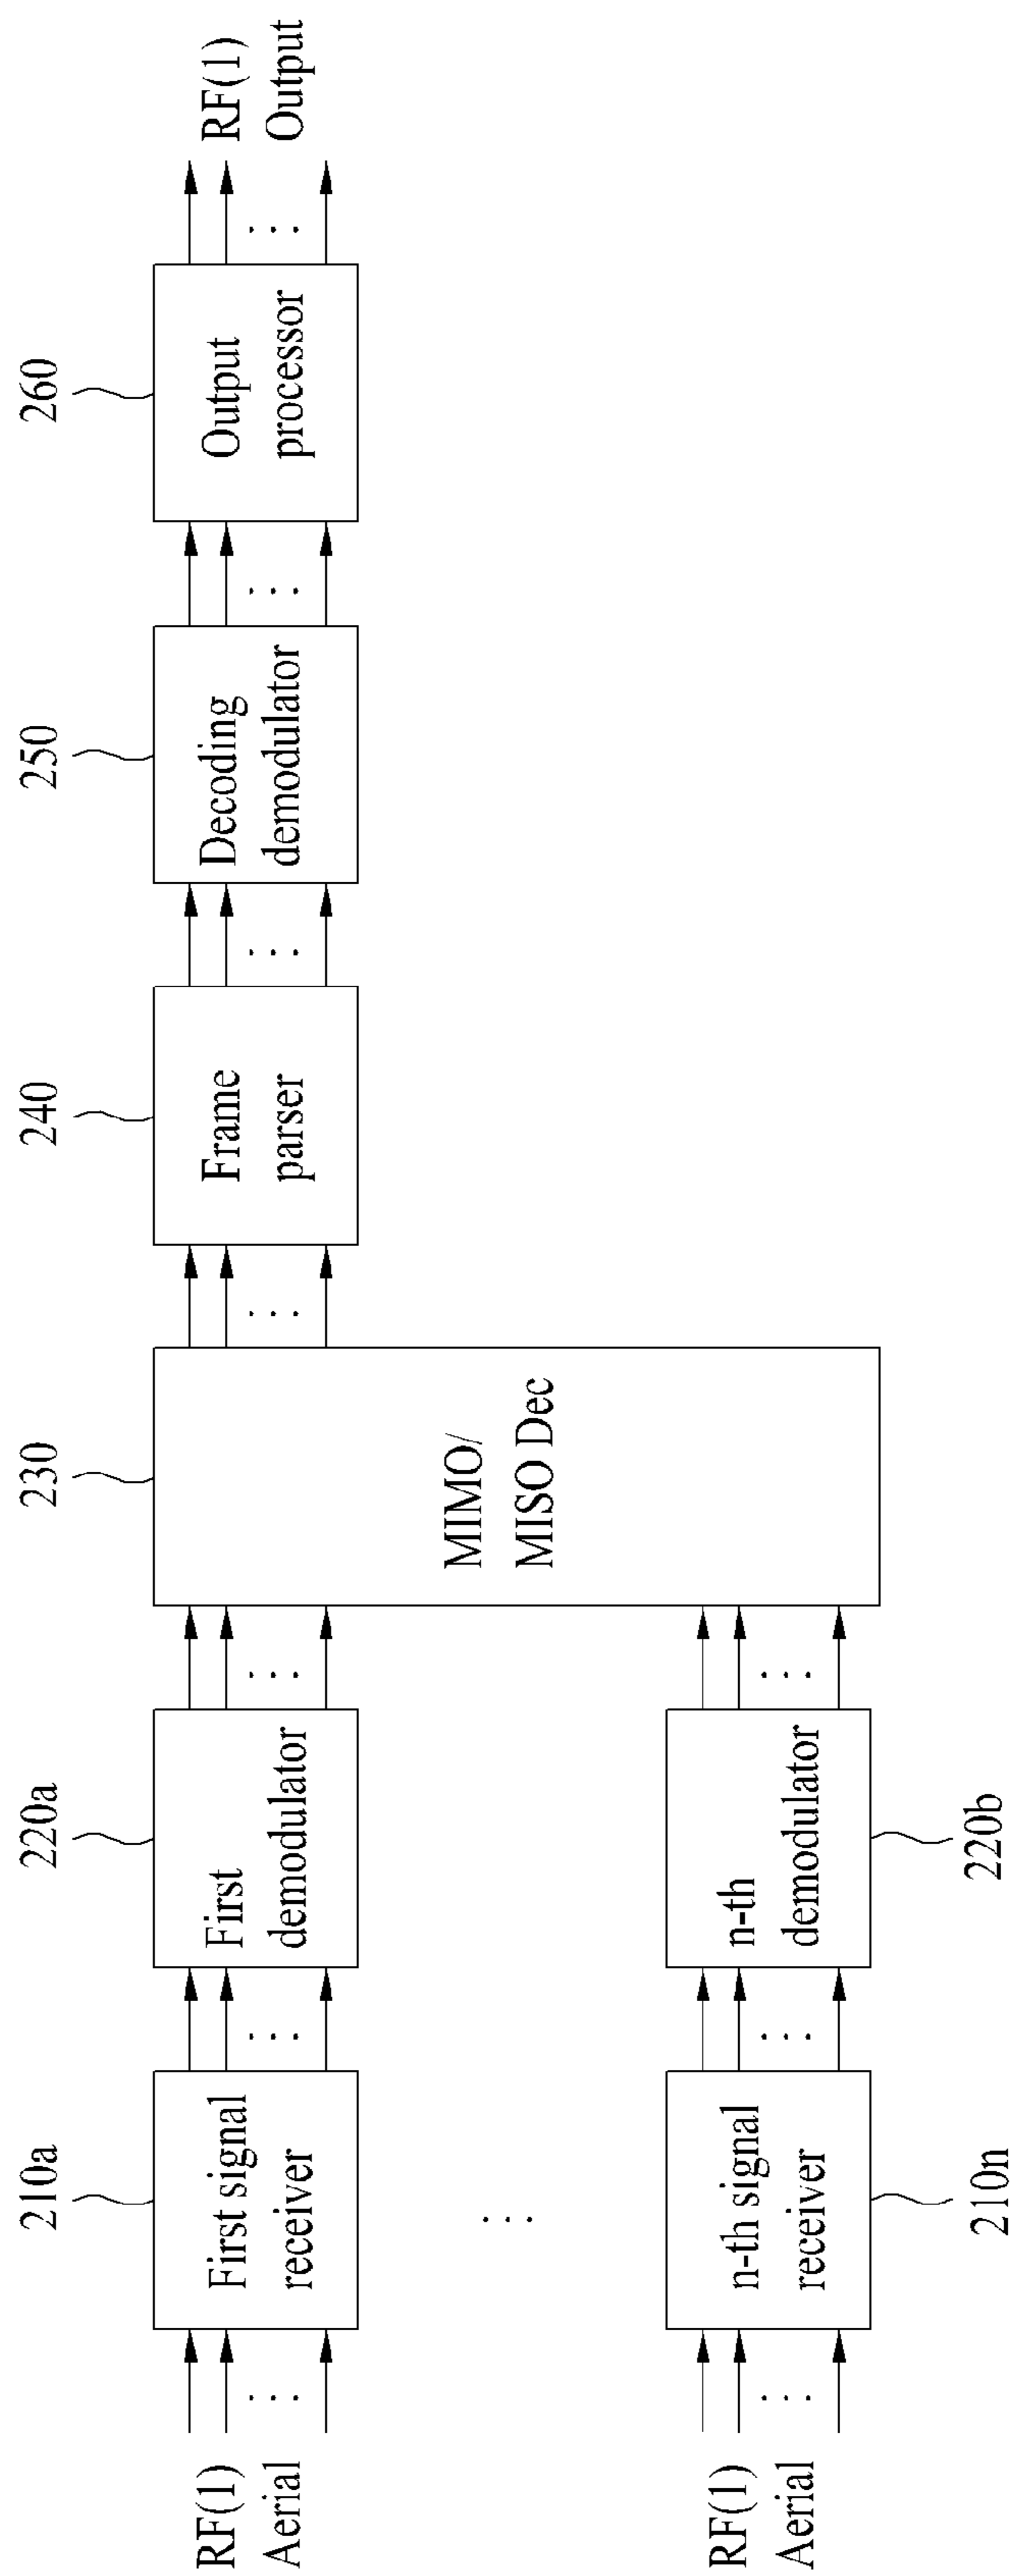 210a
220a
230
240
250
260
RF(1)
Aerial
First signal
receiver
First
demodulator
MIMO/
MISO Dec
Frame
parser
Decoding
demodulator
Output
processor
RF(1)
Output
...
RF(1)
Aerial
n-th signal
receiver
n-th
demodulator
210n
220b